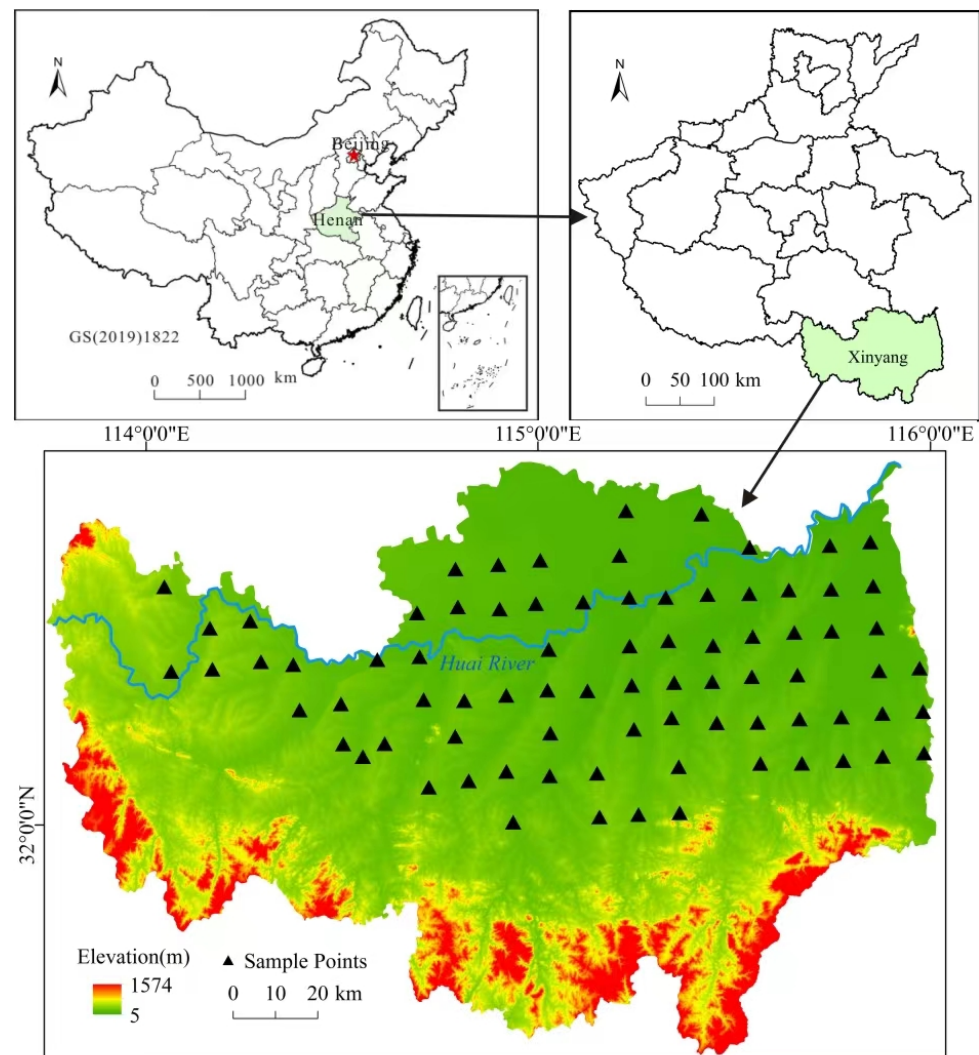 N
Beijing
Henan
GS(2019)1822
0 500 1000 km
N
Xinyang
0 50 100 km
114°0'0"E
115°0'0"E
116°0'0"E
32°0'0"N
Huai River
Elevation(m)
1574
5
Sample Points
0 10 20 km